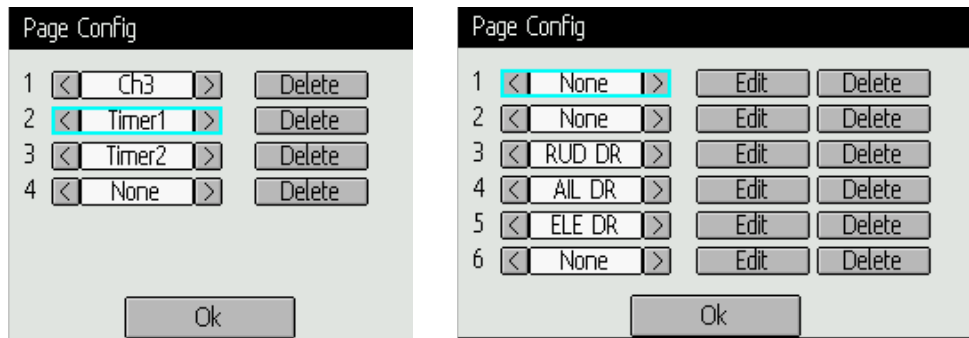 Page Config
1 < Ch3 > Delete
2 < Timer1 > Delete
3 < Timer2 > Delete
4 < None > Delete
Ok
Page Config
1 < None > Edit Delete
2 < None > Edit Delete
3 < RUD DR > Edit Delete
4 < AIL DR > Edit Delete
5 < ELE DR > Edit Delete
6 < None > Edit Delete
Ok